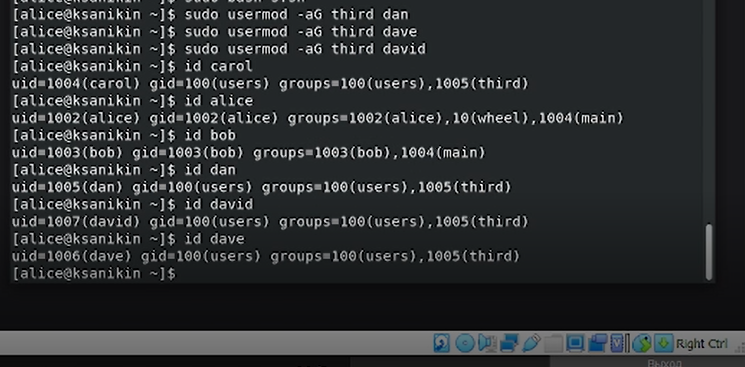 [alice@ksanikin ~]$ sudo usermod -aG third dan
[alice@ksanikin ~]$ sudo usermod -aG third dave
[alice@ksanikin ~]$ sudo usermod -aG third david
[alice@ksanikin ~]$ id carol
uid=1004(carol) gid=100(users) groups=100(users),1005(third)
[alice@ksanikin ~]$ id alice
uid=1002(alice) gid=1002(alice) groups=1002(alice),10(wheel),1004(main)
[alice@ksanikin ~]$ id bob
uid=1003(bob) gid=1003(bob) groups=1003(bob),1004(main)
[alice@ksanikin ~]$ id dan
uid=1005(dan) gid=100(users) groups=100(users),1005(third)
[alice@ksanikin ~]$ id david
uid=1007(david) gid=100(users) groups=100(users),1005(third)
[alice@ksanikin ~]$ id dave
uid=1006(dave) gid=100(users) groups=100(users),1005(third)
[alice@ksanikin ~]$
Right Ctrl
Выход